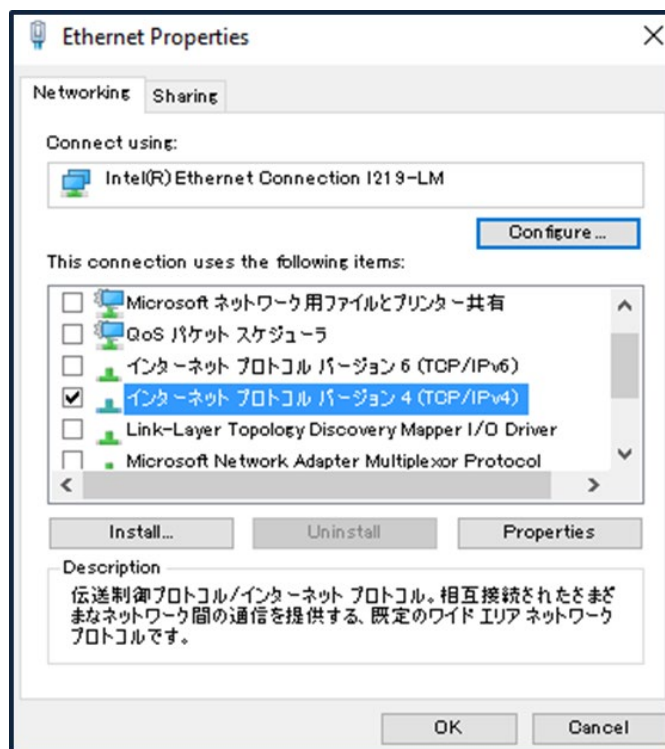 Ethernet Properties
Networking
Sharing
Connect using:
Intel(R) Ethernet Connection I219-LM
Configure...
This connection uses the following items:
Microsoft ネットワーク用ファイルとプリンター共有
QoS パケット スケジューラ
インターネット プロトコル バージョン 6 (TCP/IPv6)
インターネット プロトコル バージョン 4 (TCP/IPv4)
Link-Layer Topology Discovery Mapper I/O Driver
Microsoft Network Adapter Multiplexor Protocol
Install...
Uninstall
Properties
Description
伝送制御プロトコル/インターネット プロトコル。相互接続されたさまざ
まなネットワーク間の通信を提供する、既定のワイド エリア ネットワーク
プロトコルです。
OK
Cancel